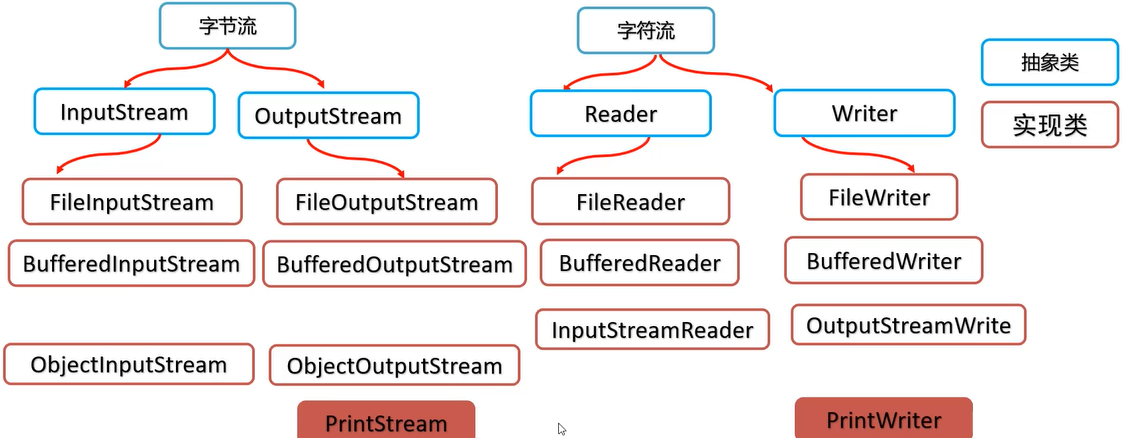 字节流
字符流
抽象类
InputStream
OutputStream
Reader
Writer
实现类
FileInputStream
FileOutputStream
FileReader
FileWriter
BufferedInputStream
BufferedOutputStream
BufferedReader
BufferedWriter
InputStreamReader
OutputStreamWrite
ObjectInputStream
ObjectOutputStream
PrintStream
PrintWriter